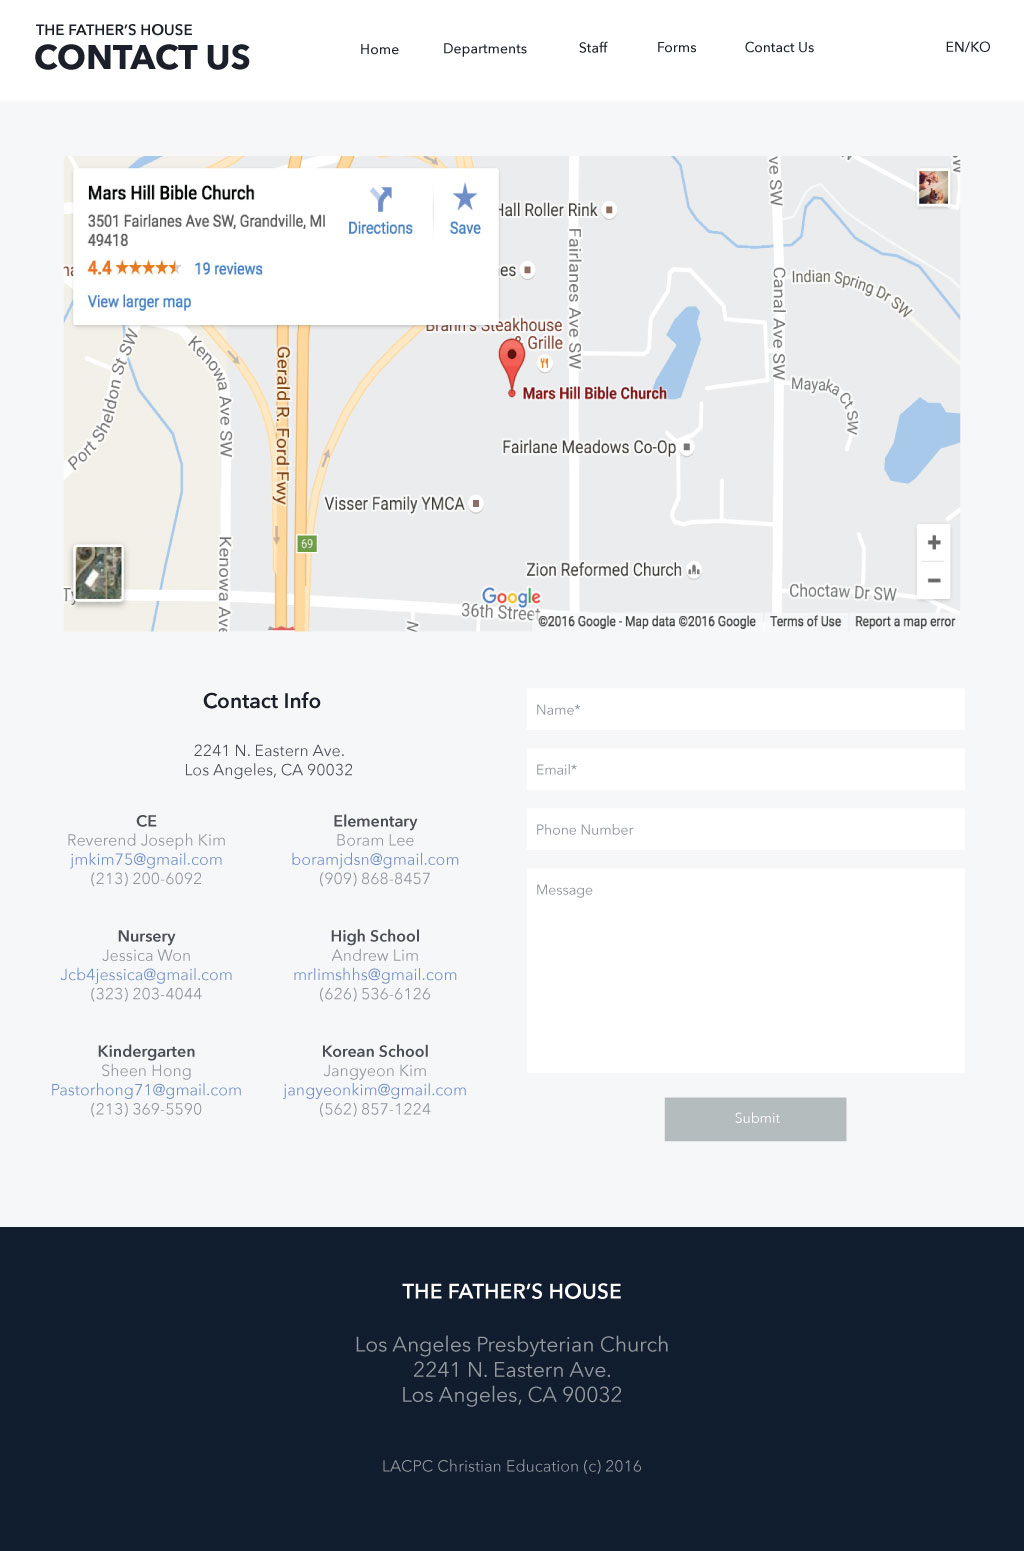 THE FATHER'S HOUSE
CONTACT US
Home
Departments
Staff
Forms
Contact Us
EN/KO
Mars Hill Bible Church
3501 Fairlanes Ave SW, Grandville, MI
49418
4.4
19 reviews
View larger map
Directions
Save
Hall Roller Rink
es
Brann's Steakhouse
& Grille
Mars Hill Bible Church
Fairlane Meadows Co-Op
Visser Family YMCA
Zion Reformed Church
Port Sheldon St SW
Kenowa Ave SW
Kenowa Ave
Gerald R. Ford Fwy
69
Fairlanes Ave SW
ve SW
Canal Ave SW
Indian Spring Dr SW
Mayaka Ct SW
Choctaw Dr SW
36th Street
Ty
Google
©2016 Google - Map data ©2016 Google
Terms of Use
Report a map error
Contact Info
2241 N. Eastern Ave.
Los Angeles, CA 90032
CE
Reverend Joseph Kim
jmkim75@gmail.com
(213) 200-6092
Elementary
Boram Lee
boramjdsn@gmail.com
(909) 868-8457
Nursery
Jessica Won
Jcb4jessica@gmail.com
(323) 203-4044
High School
Andrew Lim
mrlimshhs@gmail.com
(626) 536-6126
Kindergarten
Sheen Hong
Pastorhong71@gmail.com
(213) 369-5590
Korean School
Jangyeon Kim
jangyeonkim@gmail.com
(562) 857-1224
Name*
Email*
Phone Number
Message
Submit
THE FATHER'S HOUSE
Los Angeles Presbyterian Church
2241 N. Eastern Ave.
Los Angeles, CA 90032
LACPC Christian Education (c) 2016